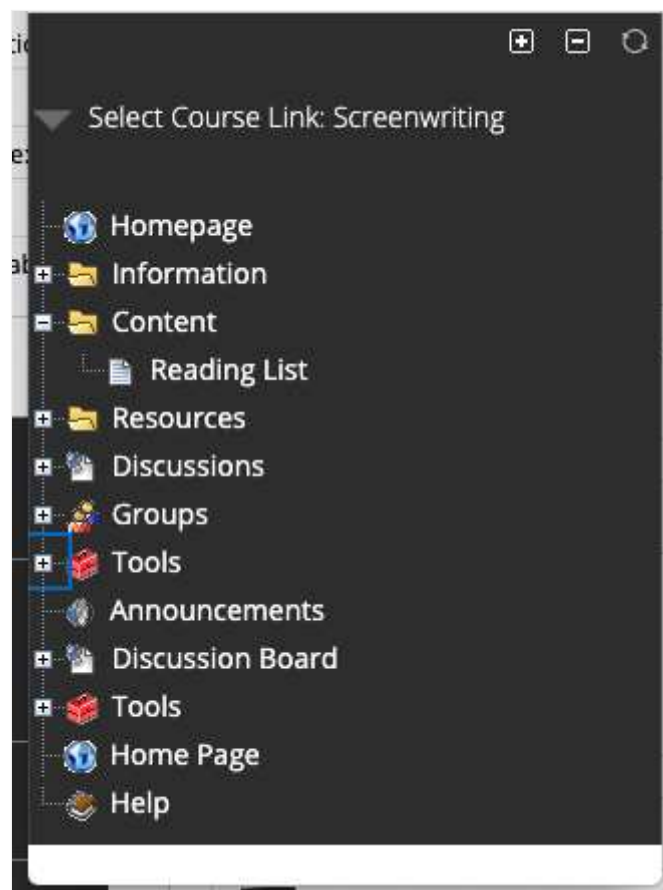 Select Course Link: Screenwriting
Homepage
Information
Content
Reading List
Resources
Discussions
Groups
Tools
Announcements
Discussion Board
Tools
Home Page
Help